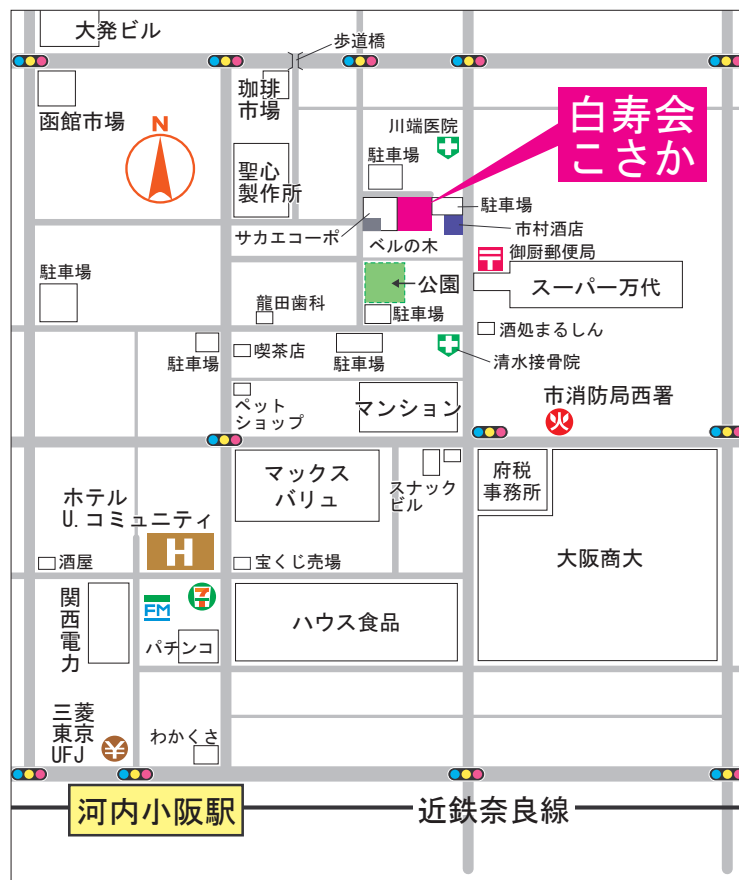 大発ビル
歩道橋
函館市場
珈琲
市場
N
川端医院
白寿会
こさか
駐車場
聖心
製作所
駐車場
市村酒店
サカエコーポ
ベルの木
御厨郵便局
〒
駐車場
公園
スーパー万代
龍田歯科
駐車場
酒処まるしん
駐車場
喫茶店
駐車場
清水接骨院
ペット
ショップ
マンション
市消防局西署
火
マックス
バリュ
スナック
ビル
府税
事務所
ホテル
U.コミュニティ
H
酒屋
宝くじ売場
大阪商大
関西電力
FM
7
ハウス食品
パチンコ
三菱
東京
UFJ
¥
わかくさ
河内小阪駅
近鉄奈良線